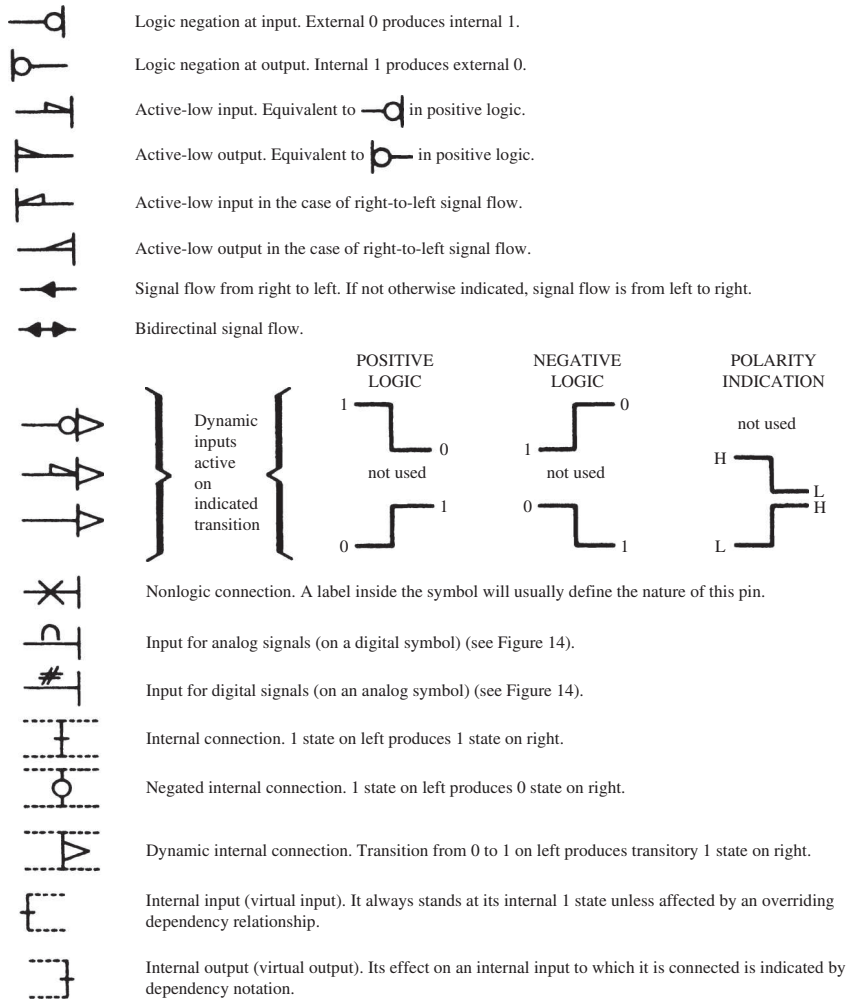 Logic negation at input. External 0 produces internal 1.
Logic negation at output. Internal 1 produces external 0.
Active-low input. Equivalent to in positive logic.
Active-low output. Equivalent to in positive logic.
Active-low input in the case of right-to-left signal flow.
Active-low output in the case of right-to-left signal flow.
Signal flow from right to left. If not otherwise indicated, signal flow is from left to right.
Bidirectinal signal flow.
POSITIVE
LOGIC
NEGATIVE
LOGIC
POLARITY
INDICATION
Dynamic
inputs
active
on
indicated
transition
1
0
not used
1
0
0
1
not used
0
1
not used
H
L
H
L
Nonlogic connection. A label inside the symbol will usually define the nature of this pin.
Input for analog signals (on a digital symbol) (see Figure 14).
#
Input for digital signals (on an analog symbol) (see Figure 14).
Internal connection. 1 state on left produces 1 state on right.
Negated internal connection. 1 state on left produces 0 state on right.
Dynamic internal connection. Transition from 0 to 1 on left produces transitory 1 state on right.
Internal input (virtual input). It always stands at its internal 1 state unless affected by an overriding
dependency relationship.
Internal output (virtual output). Its effect on an internal input to which it is connected is indicated by
dependency notation.